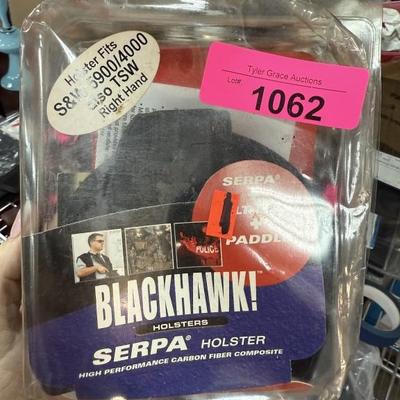 Holster Fits
S&W 5900/4000
also TSW
Right Hand
Tyler Grace Auctions
Lot#:
1062
SERPA®
PADDLE
POLICE
BLACKHAWK!™
HOLSTERS
SERPA® HOLSTER
HIGH PERFORMANCE CARBON FIBER COMPOSITE